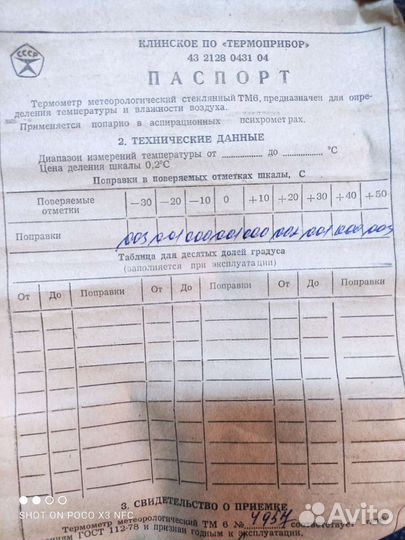 СССР
КЛИНСКОЕ ПО «ТЕРМОПРИБОР»
43 2128 0431 04
ПАСПОРТ
Термометр метеорологический стеклянный ТМ6, предназначен для опре-
деления температуры и влажности воздуха.
Применяется попарно в аспирационных психрометрах.
2. ТЕХНИЧЕСКИЕ ДАННЫЕ
Диапазон измерений температуры от ............ до ............ °С
Цена деления шкалы 0,2°С
Поправки в поверяемых отметках шкалы, С
Поверяемые отметки —30 —20 —10 0 +10 +20 +30 +40 +50
Поправки
Таблица для десятых долей градуса
(заполняется при эксплуатации)
От До Поправки От До Поправки От До Поправки
3. СВИДЕТЕЛЬСТВО О ПРИЕМКЕ
Термометр метеорологический ТМ 6 № 4957 соответствует
ГОСТ 112-78 и признан годным к эксплуатации.
SHOT ON POCO X3 NFC
Avito